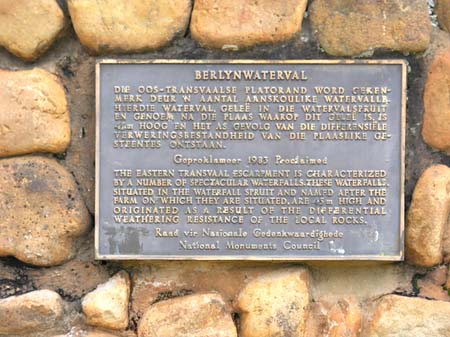 BERLYNWATERVAL
DIE OOS-TRANSVAALSE PLATORAND WORD GEKEN-
MERK DEUR 'N AANTAL AANSKOULIKE WATERVALLE.
HIERDIE WATERVAL, GELEË IN DIE WATERVALSPRUIT
EN GENOEM NA DIE PLAAS WAAROP DIT GELEË IS, IS
45m HOOG EN HET AS GEVOLG VAN DIE DIFFERENSIËLE
VERWERINGSBESTANDHEID VAN DIE PLAASLIKE GE-
STEENTES ONTSTAAN.
Geproklameer 1983 Proclaimed
THE EASTERN TRANSVAAL ESCARPMENT IS CHARACTERIZED
BY A NUMBER OF SPECTACULAR WATERFALLS. THESE WATERFALLS,
SITUATED IN THE WATERFALL SPRUIT AND NAMED AFTER THE
FARM ON WHICH THEY ARE SITUATED, ARE 45m HIGH AND
ORIGINATED AS A RESULT OF THE DIFFERENTIAL
WEATHERING RESISTANCE OF THE LOCAL ROCKS.
Raad vir Nasionale Gedenkwaardighede
National Monuments Council